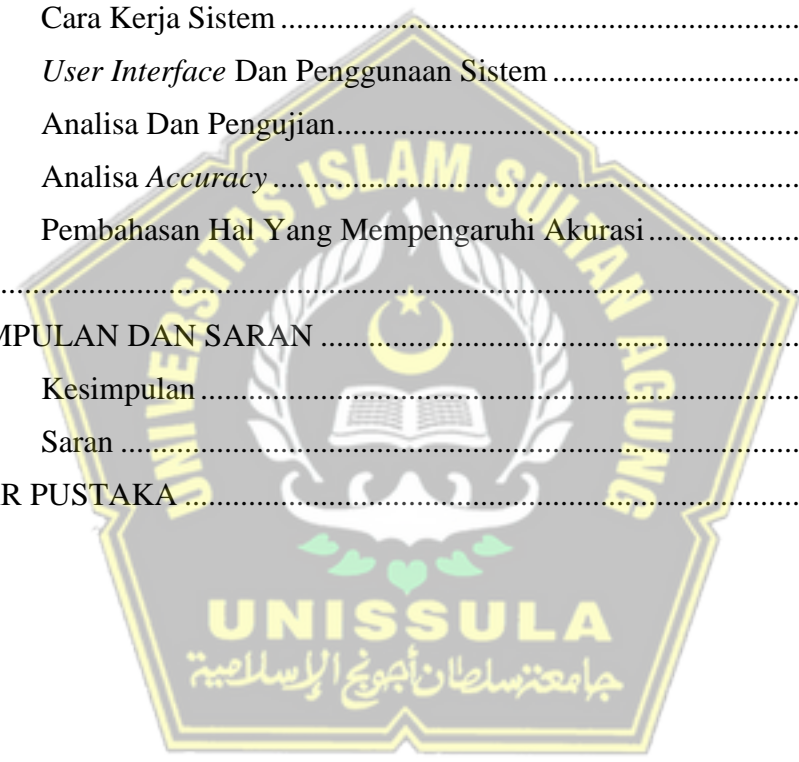 Cara Kerja Sistem ........................................................................
User Interface Dan Penggunaan Sistem ........................................................................
Analisa Dan Pengujian ........................................................................
Analisa Accuracy ........................................................................
Pembahasan Hal Yang Mempengaruhi Akurasi ........................................................................
........................................................................
MPULAN DAN SARAN ........................................................................
Kesimpulan ........................................................................
Saran ........................................................................
R PUSTAKA ........................................................................
UNIVERSITAS ISLAM SULTAN AGUNG
UNISSULA
جامعة سلطان أجونج الإسلامية